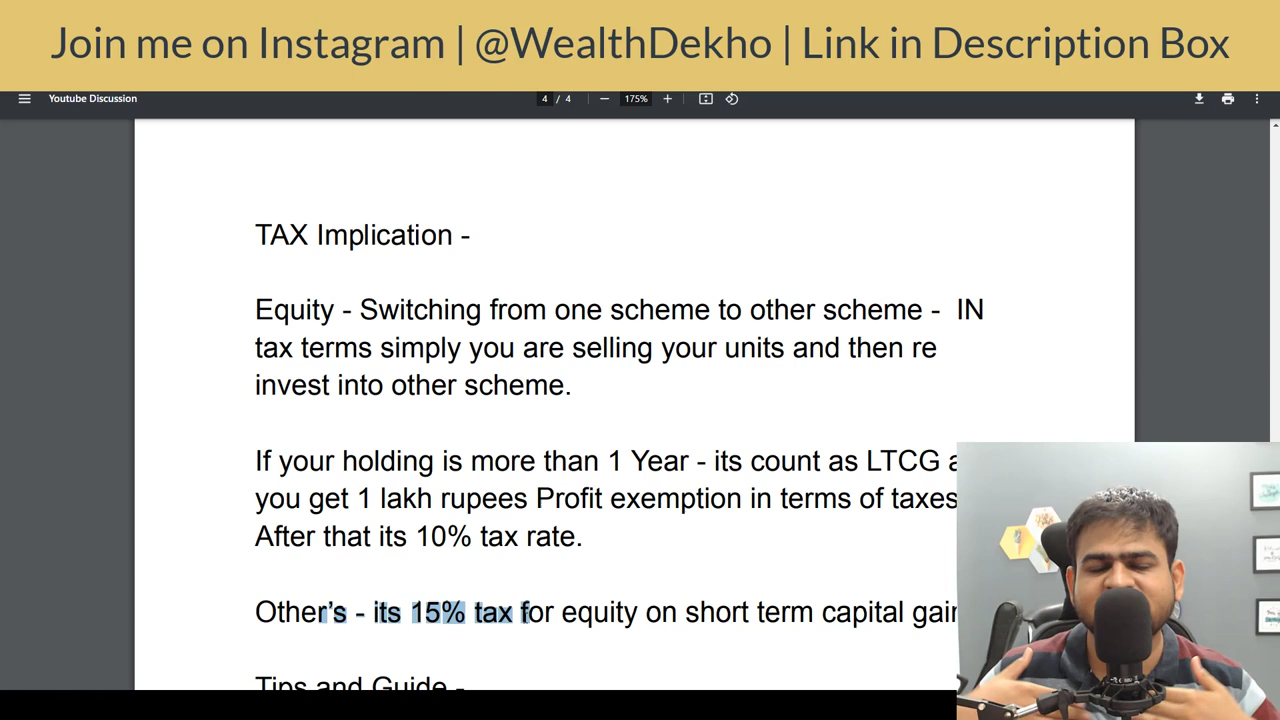 Join me on Instagram | @WealthDekho | Link in Description Box
Youtube Discussion
4 / 4
175%
TAX Implication -
Equity - Switching from one scheme to other scheme - IN
tax terms simply you are selling your units and then re
invest into other scheme.
If your holding is more than 1 Year - its count as LTCG
you get 1 lakh rupees Profit exemption in terms of taxes
After that its 10% tax rate.
Other's - its 15% tax for equity on short term capital gain
Tips and Guide -